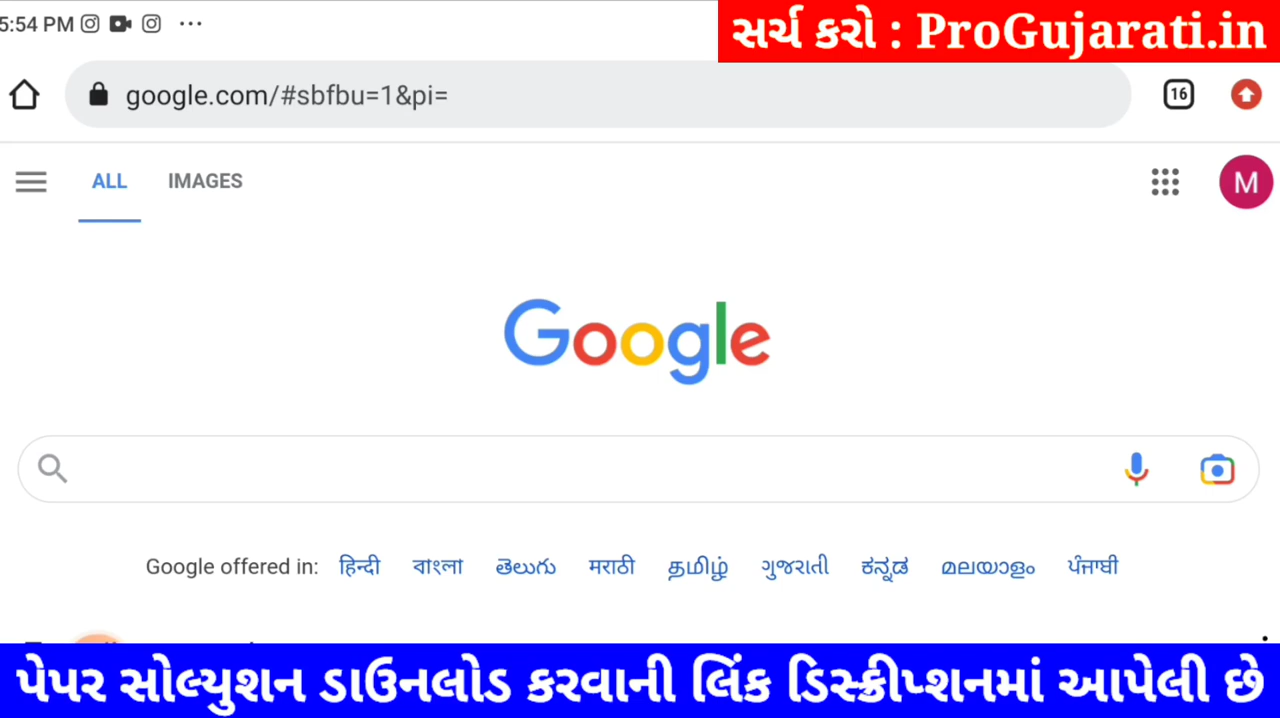 5:54 PM
સર્ચ કરો : ProGujarati.in
google.com/#sbfbu=1&pi=
16
ALL IMAGES
M
Google
Google offered in: हिन्दी বাংলা తెలుగు मराठी தமிழ் ગુજરાતી ಕನ್ನಡ മലയാളം ਪੰਜਾਬੀ
પેપર સોલ્યુશન ડાઉનલોડ કરવાની લિંક ડિસ્ક્રીપ્શનમાં આપેલી છે